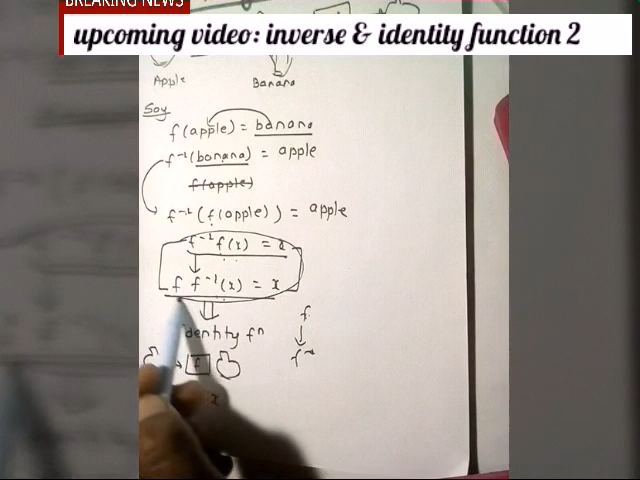 BREAKING NEWS
upcoming video: inverse & identity function 2
Apple Banana
Say
f(apple) = banana
f⁻¹(banana) = apple
f(apple)
f⁻¹(f(apple)) = apple
f⁻¹f(x) = x
f f⁻¹(x) = x
identity fⁿ
f
f
f⁻¹
x